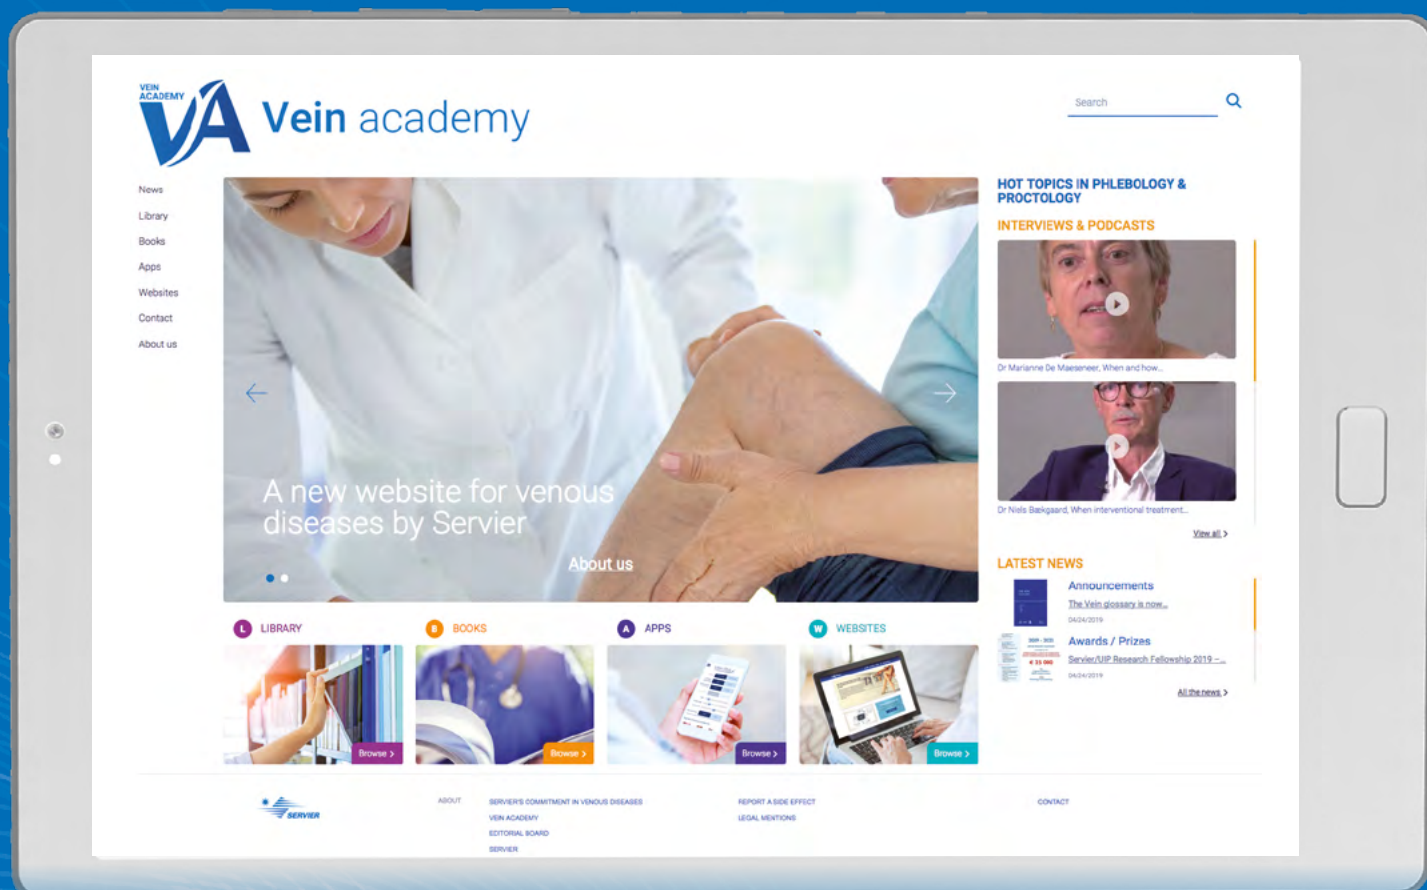 VEIN
ACADEMY
VA
Vein academy
Search
News
Library
Books
Apps
Websites
Contact
About us
A new website for venous
diseases by Servier
About us
HOT TOPICS IN PHLEBOLOGY &
PROCTOLOGY
INTERVIEWS & PODCASTS
Dr Marianne De Maeseneer, When and how...
Dr Niels Bækgaard, When interventional treatment...
View all >
LATEST NEWS
Announcements
The Vein glossary is now...
04/24/2019
2019 - 2020
€ 25 000
Awards / Prizes
Servier/UIP Research Fellowship 2019 –...
04/24/2019
All the news >
L LIBRARY
B BOOKS
A APPS
W WEBSITES
Browse >
Browse >
Browse >
Browse >
SERVIER
ABOUT
SERVIER'S COMMITMENT IN VENOUS DISEASES
VEIN ACADEMY
EDITORIAL BOARD
SERVIER
REPORT A SIDE EFFECT
LEGAL MENTIONS
CONTACT